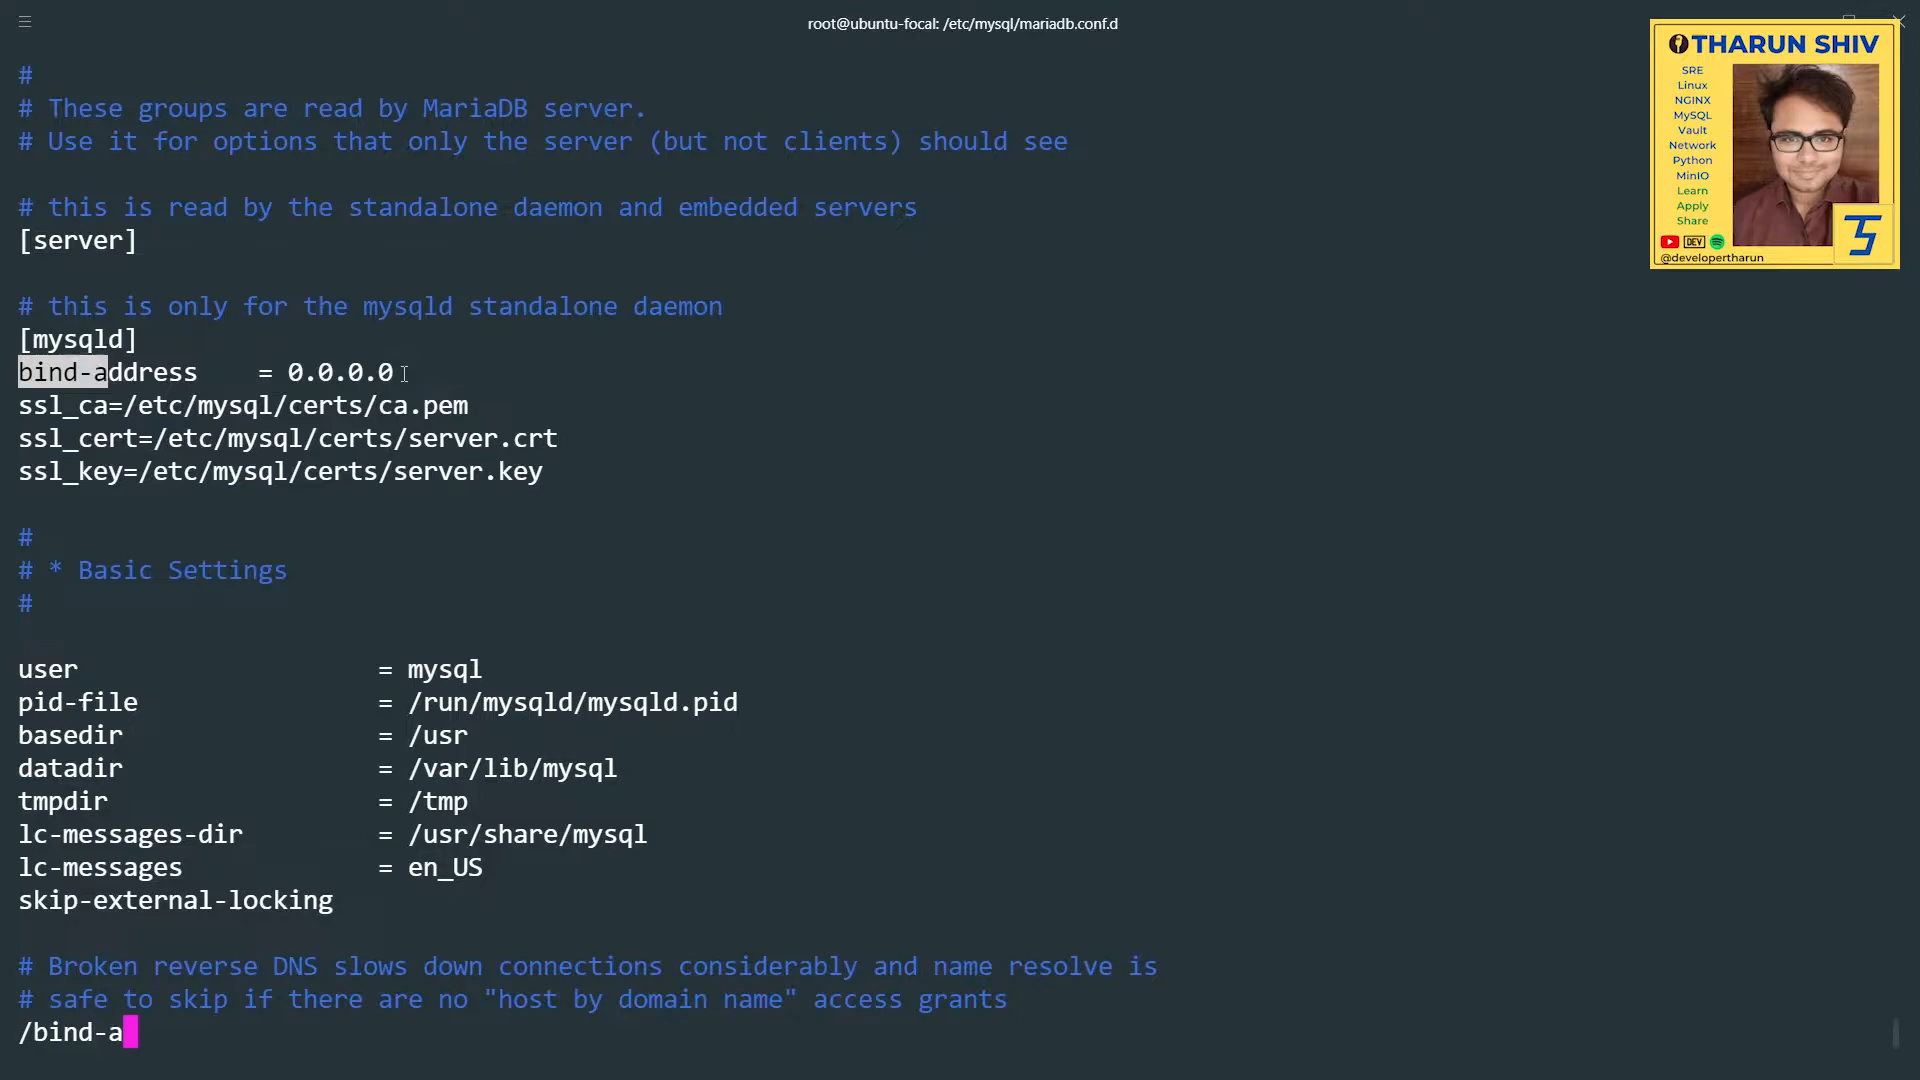 root@ubuntu-focal: /etc/mysql/mariadb.conf.d
#
# These groups are read by MariaDB server.
# Use it for options that only the server (but not clients) should see
# this is read by the standalone daemon and embedded servers
[server]
# this is only for the mysqld standalone daemon
[mysqld]
bind-address    = 0.0.0.0
ssl_ca=/etc/mysql/certs/ca.pem
ssl_cert=/etc/mysql/certs/server.crt
ssl_key=/etc/mysql/certs/server.key
#
# * Basic Settings
#
user                    = mysql
pid-file                = /run/mysqld/mysqld.pid
basedir                 = /usr
datadir                 = /var/lib/mysql
tmpdir                  = /tmp
lc-messages-dir         = /usr/share/mysql
lc-messages             = en_US
skip-external-locking
# Broken reverse DNS slows down connections considerably and name resolve is
# safe to skip if there are no "host by domain name" access grants
/bind-a
THARUN SHIV
SRE
Linux
NGINX
MySQL
Vault
Network
Python
MinIO
Learn
Apply
Share
DEV
TS
@developertharun